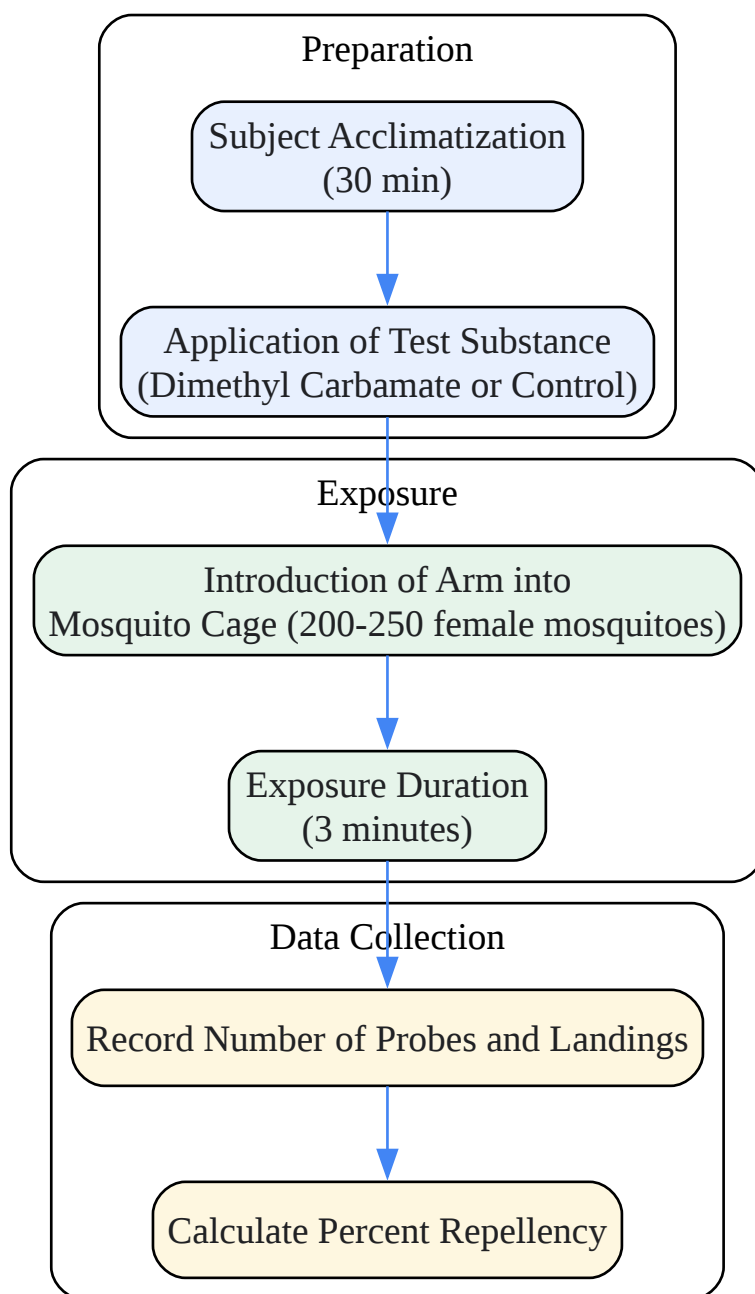 Preparation
Subject Acclimatization
(30 min)
Application of Test Substance
(Dimethyl Carbamate or Control)
Exposure
Introduction of Arm into
Mosquito Cage (200-250 female mosquitoes)
Exposure Duration
(3 minutes)
Data Collection
Record Number of Probes and Landings
Calculate Percent Repellency